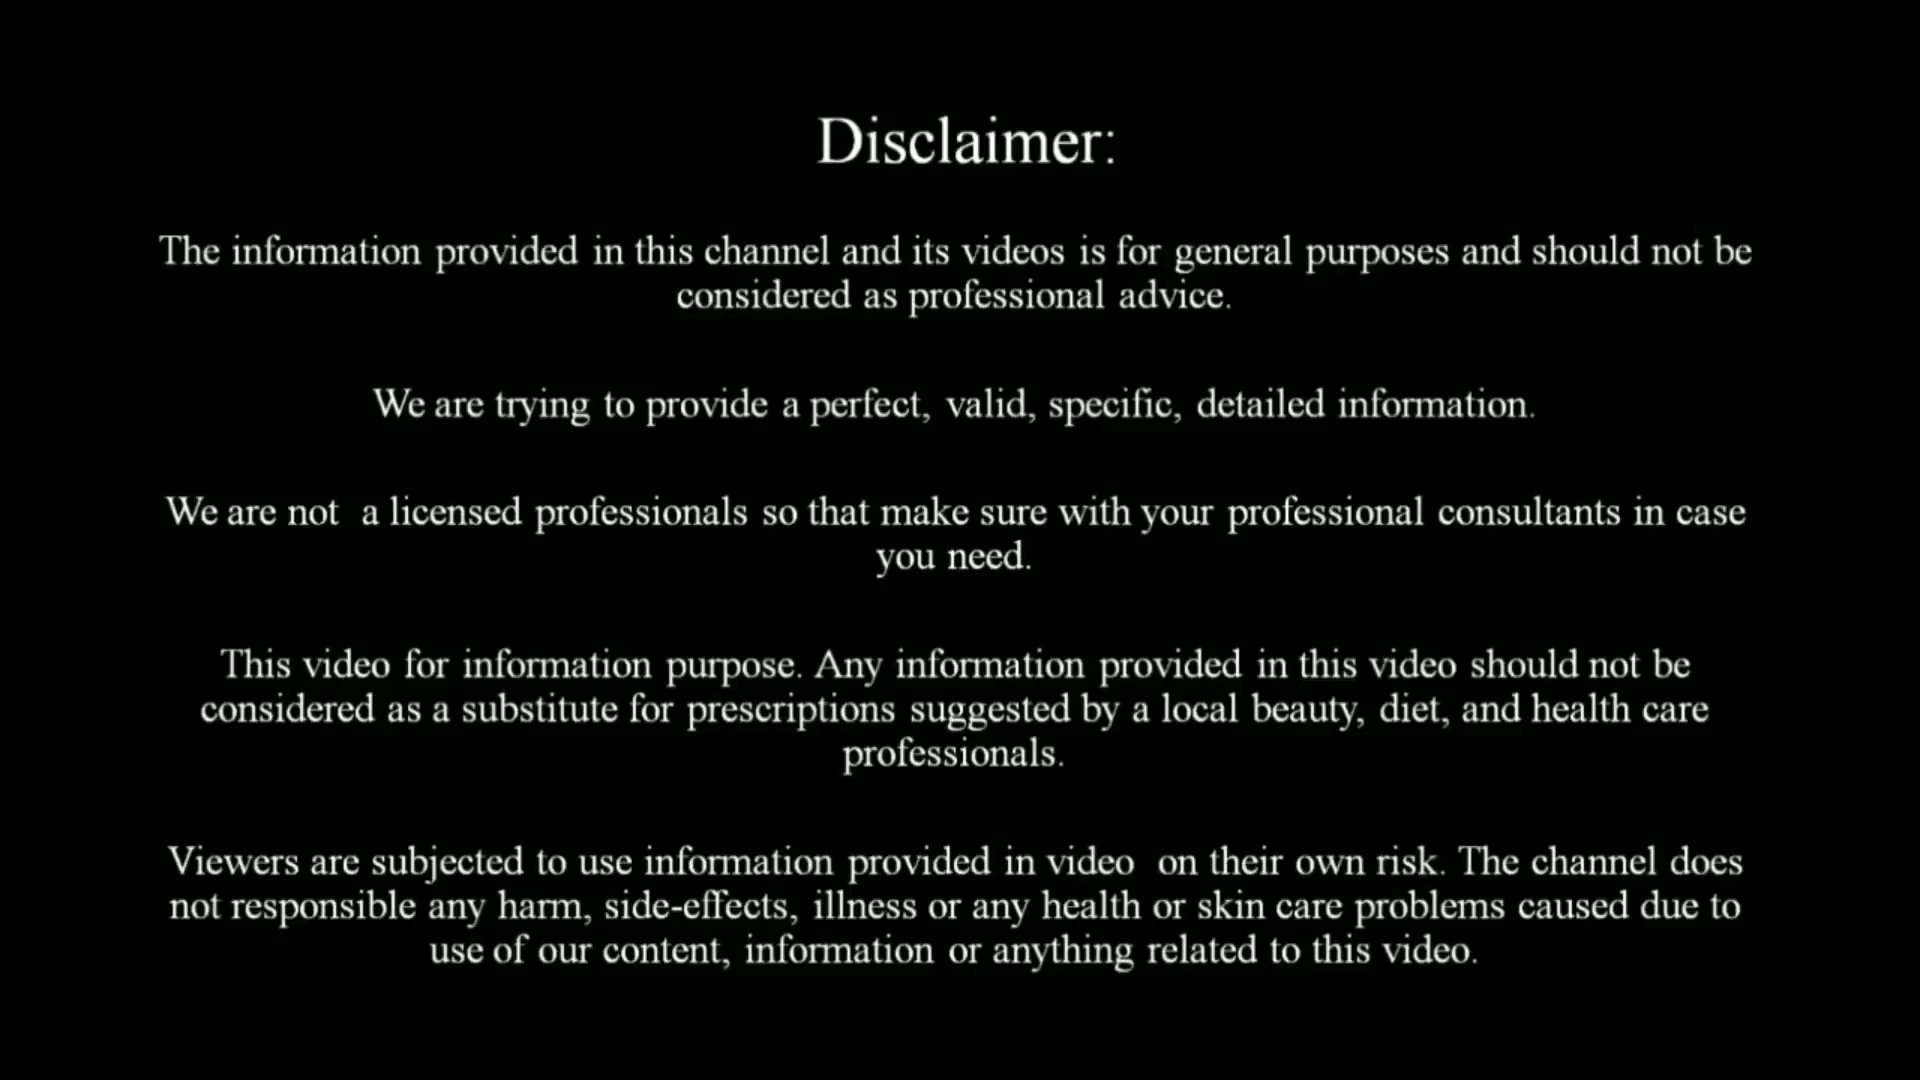 Disclaimer:
The information provided in this channel and its videos is for general purposes and should not be
considered as professional advice.
We are trying to provide a perfect, valid, specific, detailed information.
We are not  a licensed professionals so that make sure with your professional consultants in case
you need.
This video for information purpose. Any information provided in this video should not be
considered as a substitute for prescriptions suggested by a local beauty, diet, and health care
professionals.
Viewers are subjected to use information provided in video  on their own risk. The channel does
not responsible any harm, side-effects, illness or any health or skin care problems caused due to
use of our content, information or anything related to this video.